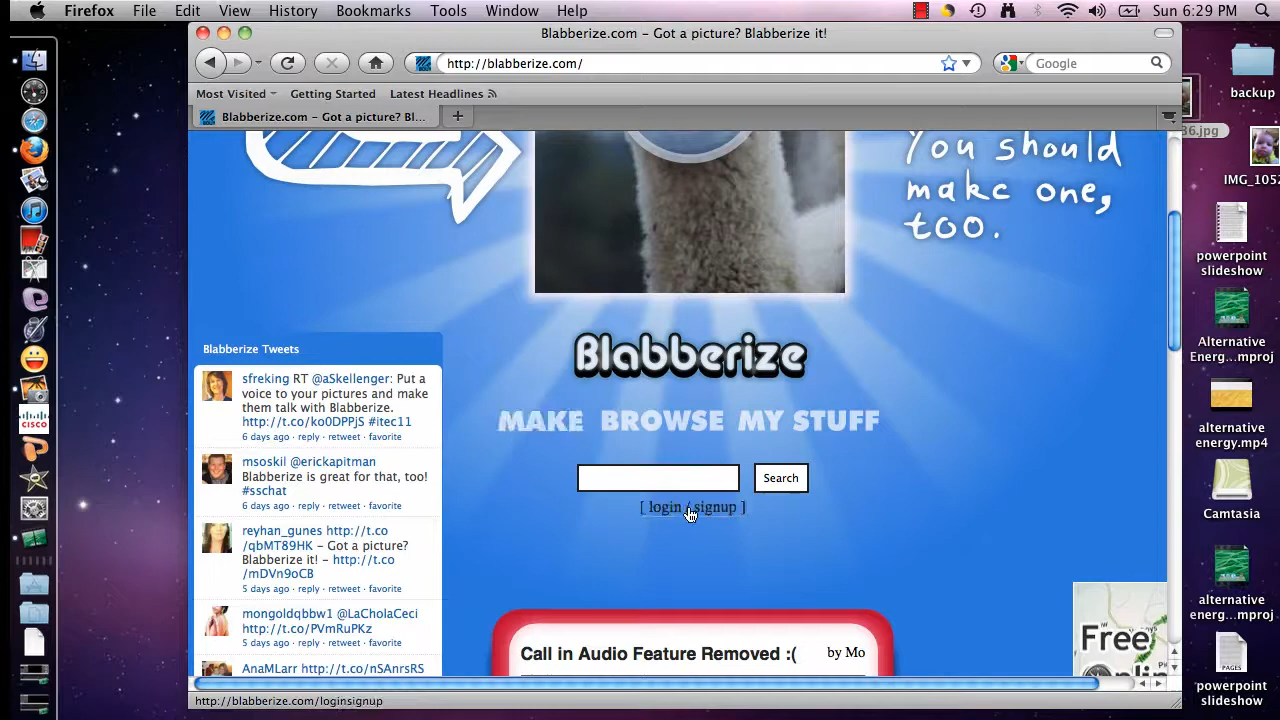 Firefox File Edit View History Bookmarks Tools Window Help Sun 6:29 PM
Blabberize.com – Got a picture? Blabberize it!
http://blabberize.com/
Google
Most Visited Getting Started Latest Headlines
Blabberize.com – Got a picture? Bl...
You should
make one,
too.
Blabberize
MAKE BROWSE MY STUFF
Search
[ login / signup ]
Blabberize Tweets
sfreking RT @aSkellenger: Put a
voice to your pictures and make
them talk with Blabberize.
http://t.co/ko0DPPjS #itec11
6 days ago · reply · retweet · favorite
msoskil @erickapitman
Blabberize is great for that, too!
#sschat
6 days ago · reply · retweet · favorite
reyhan_gunes http://t.co
/qbMT89HK – Got a picture?
Blabberize it! – http://t.co
/mDVn9oCB
5 days ago · reply · retweet · favorite
mongoldqbbw1 @LaCholaCeci
http://t.co/PVmRuPKz
5 days ago · reply · retweet · favorite
AnaMLarr http://t.co/nSAnrsRS
Call in Audio Feature Removed :( by Mo
Free
http://blabberize.com/loginsignup
backup
36.jpg
IMG_1052
powerpoint
slideshow
Alternative
Energ...mproj
alternative
energy.mp4
Camtasia
alternative
energ...mproj
PAGES
powerpoint
slideshow
CISCO